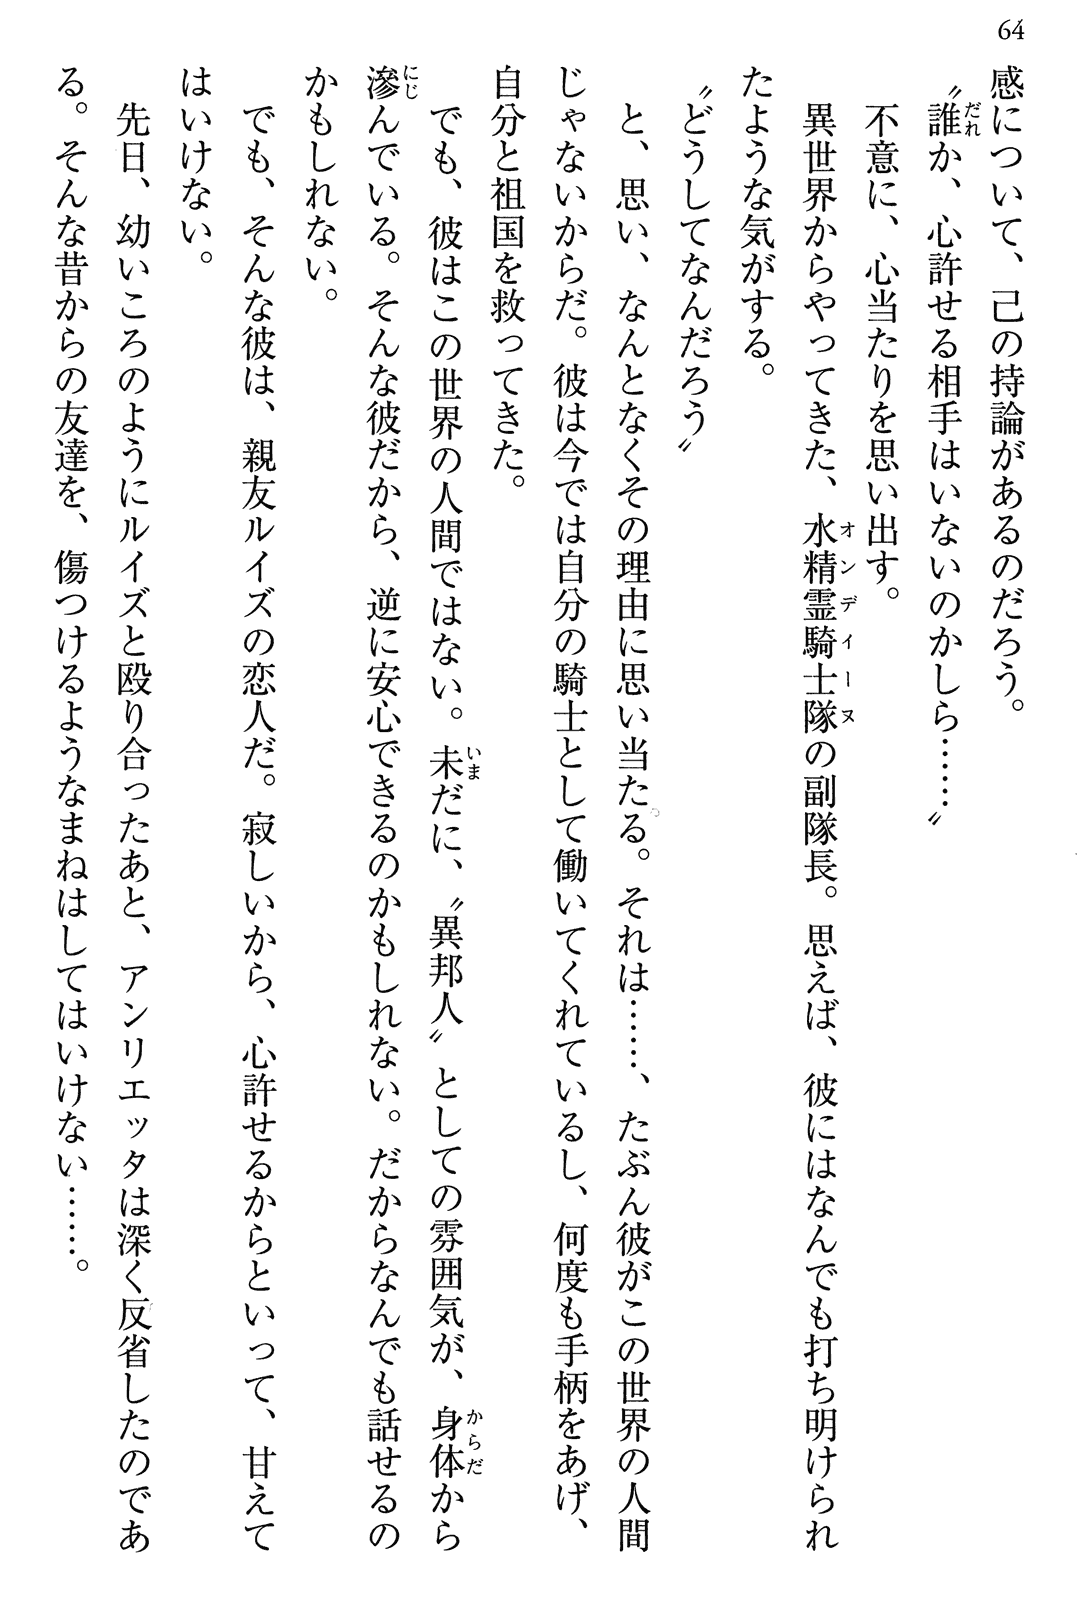 64
感について、己の持論があるのだろう。
〝誰か、心許せる相手はいないのかしら……〟
不意に、心当たりを思い出す。
異世界からやってきた、水精霊騎士隊の副隊長。思えば、彼にはなんでも打ち明けられ
たような気がする。
〝どうしてなんだろう〟
と、思い、なんとなくその理由に思い当たる。それは……、たぶん彼がこの世界の人間
じゃないからだ。彼は今では自分の騎士として働いてくれているし、何度も手柄をあげ、
自分と祖国を救ってきた。
でも、彼はこの世界の人間ではない。未だに、〝異邦人〟としての雰囲気が、身体から
滲んでいる。そんな彼だから、逆に安心できるのかもしれない。だからなんでも話せるの
かもしれない。
でも、そんな彼は、親友ルイズの恋人だ。寂しいから、心許せるからといって、甘えて
はいけない。
先日、幼いころのようにルイズと殴り合ったあと、アンリエッタは深く反省したのであ
る。そんな昔からの友達を、傷つけるようなまねはしてはいけない……。